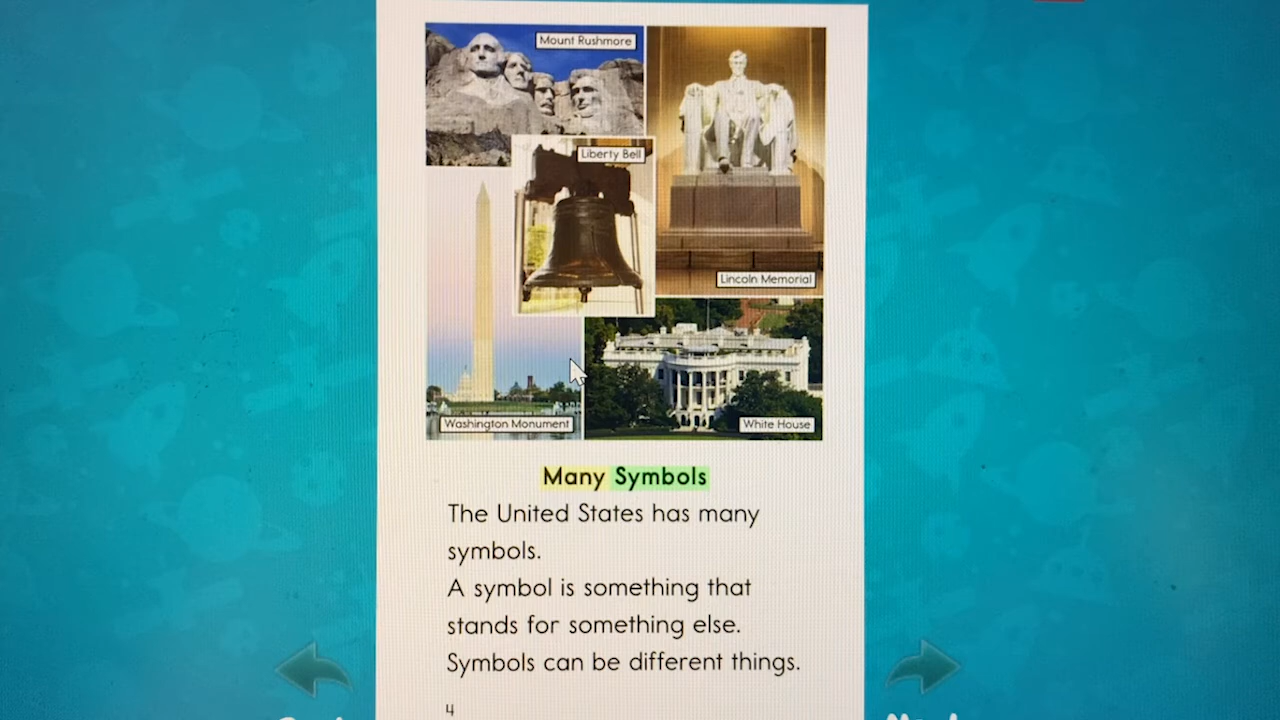 Mount Rushmore
Liberty Bell
Lincoln Memorial
Washington Monument
White House
Many Symbols
The United States has many
symbols.
A symbol is something that
stands for something else.
Symbols can be different things.
4